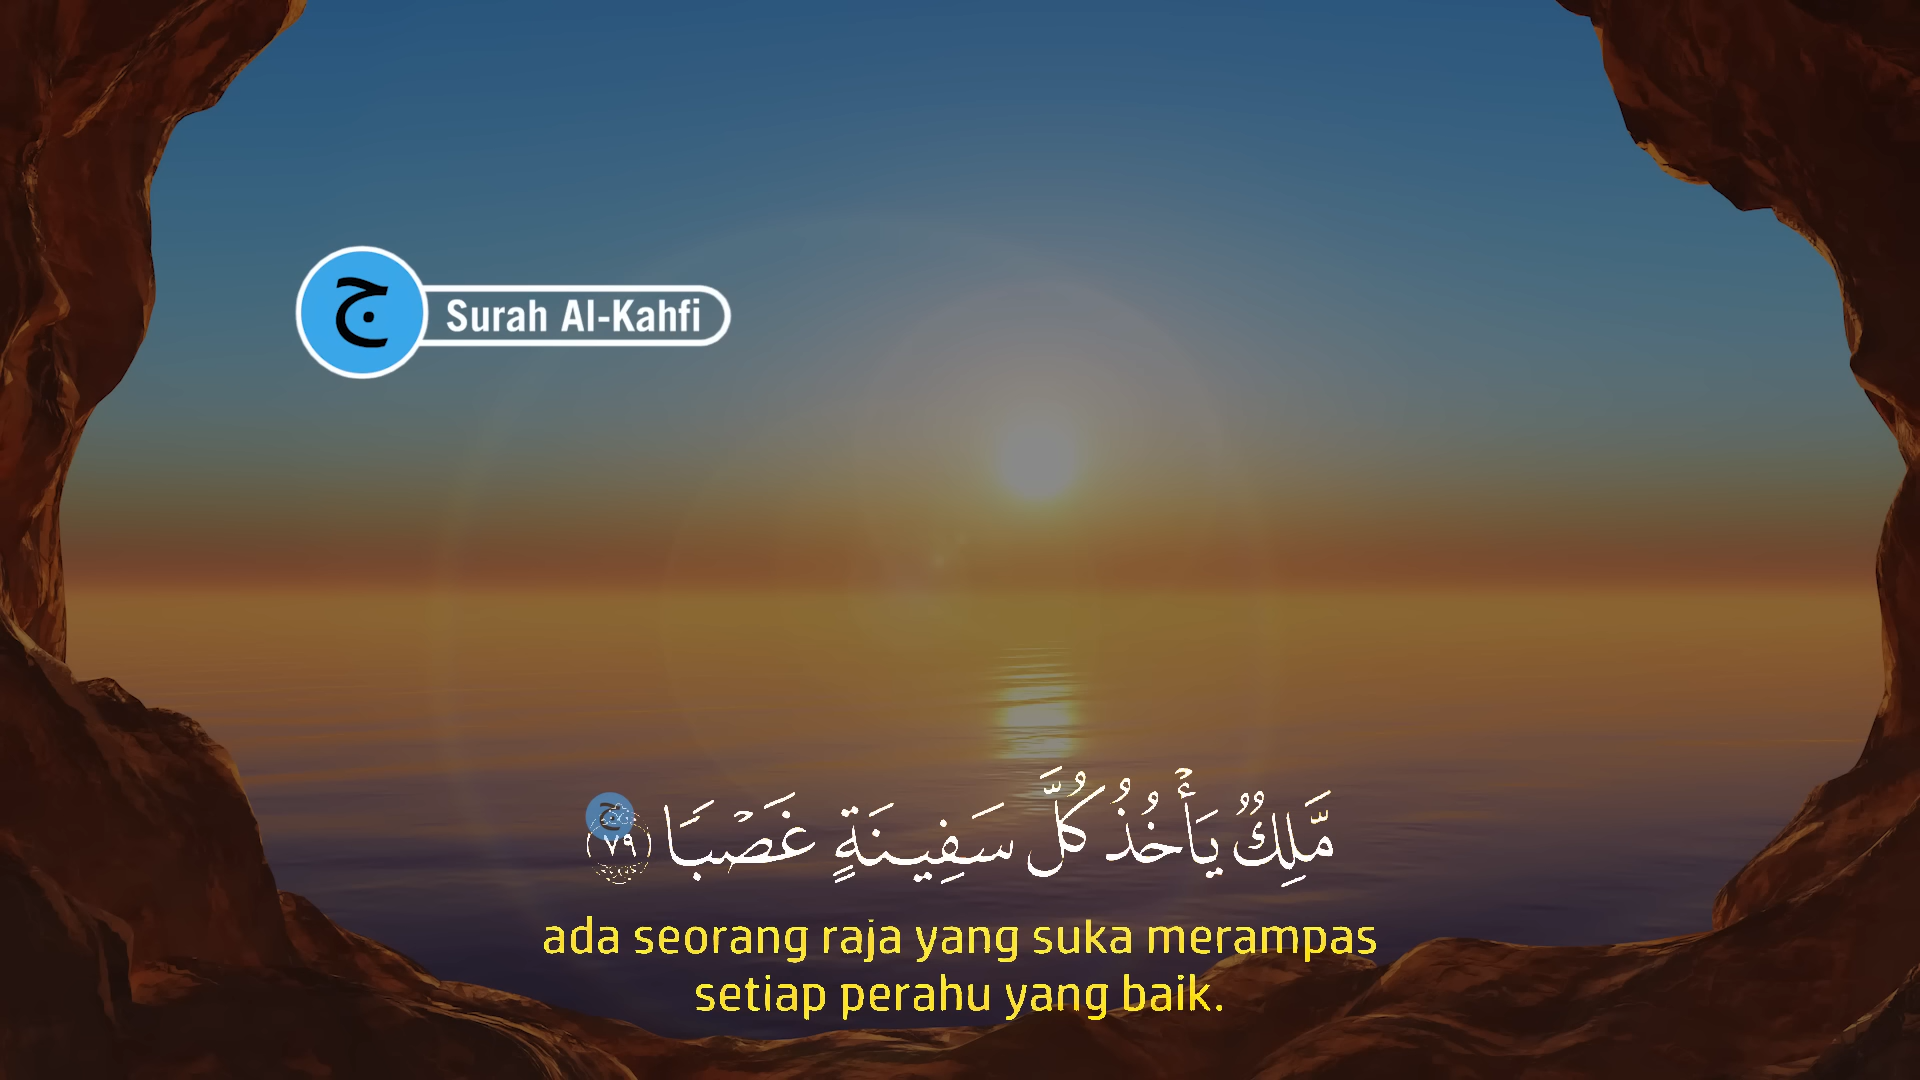 ج Surah Al-Kahfi
مَّلِكٌ يَأْخُذُ كُلَّ سَفِينَةٍ غَصْبًا ٧٩
ada seorang raja yang suka merampas
setiap perahu yang baik.